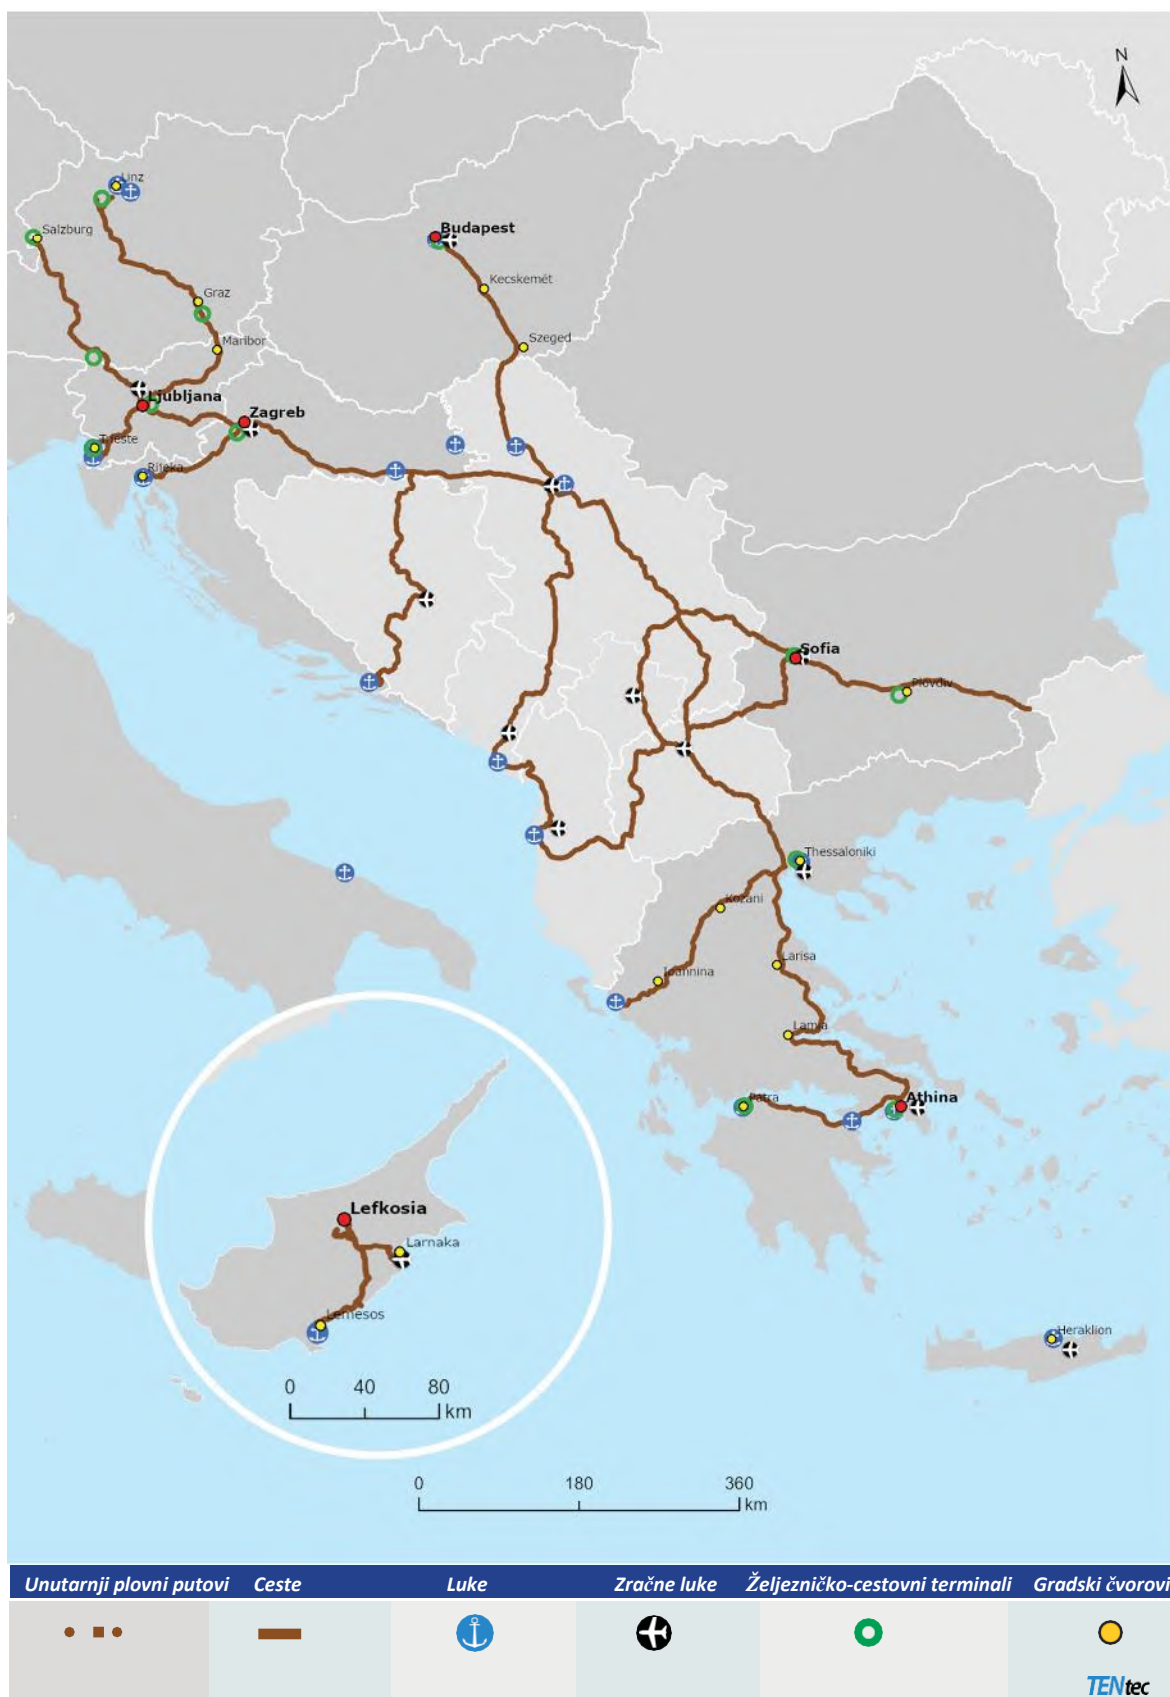 N
Linz
Salzburg
Budapest
Kecskemét
Graz
Maribor
Szeged
Ljubljana
Zagreb
Trieste
Rijeka
Sofia
Plovdiv
Thessaloniki
Kozani
Larisa
Ioannina
Lamia
Patra
Athina
Lefkosia
Larnaka
Lemesos
Heraklion
0 40 80
km
0 180 360
km
Unutarnji plovni putovi Ceste Luke Zračne luke Željezničko-cestovni terminali Gradski čvorovi
TENtec